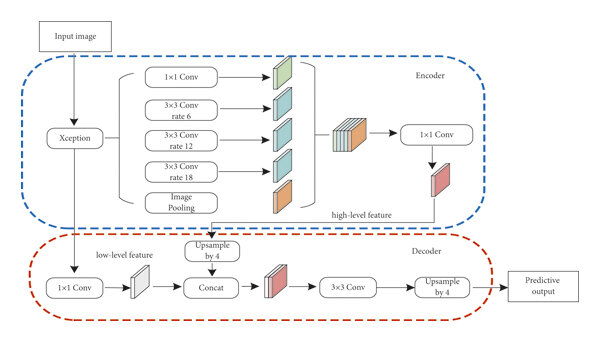 Input image
Encoder
1×1 Conv
3×3 Conv
rate 6
Xception
3×3 Conv
rate 12
1×1 Conv
3×3 Conv
rate 18
Image
Pooling
high-level feature
Decoder
Upsample
by 4
low-level feature
1×1 Conv
Concat
3×3 Conv
Upsample
by 4
Predictive
output